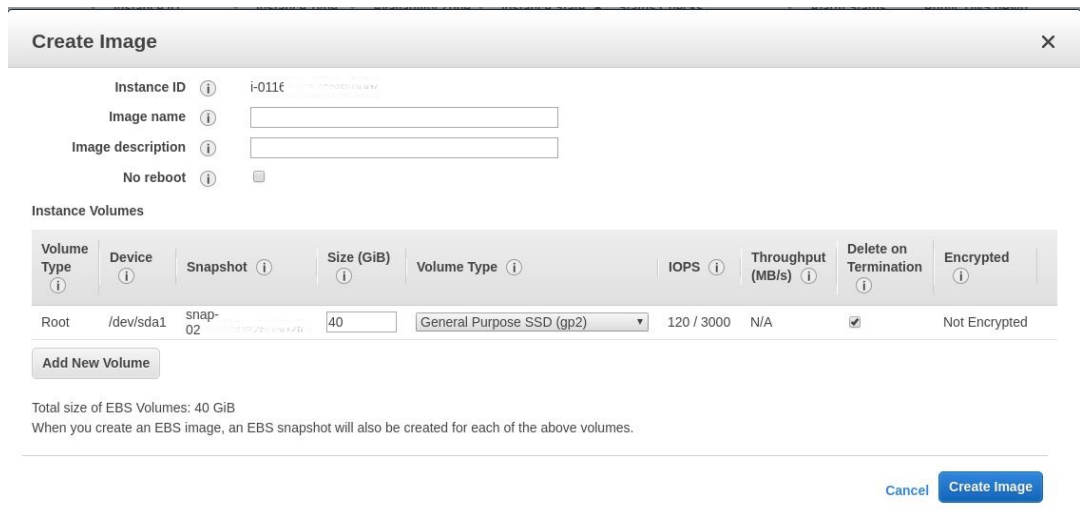 Create Image
Instance ID i-011
Image name
Image description
No reboot
Instance Volumes
Volume Type Device Snapshot Size (GiB) Volume Type IOPS Throughput (MB/s) Delete on Termination Encrypted
Root /dev/sda1 snap-02 40 General Purpose SSD (gp2) 120 / 3000 N/A Not Encrypted
Add New Volume
Total size of EBS Volumes: 40 GiB
When you create an EBS image, an EBS snapshot will also be created for each of the above volumes.
Cancel Create Image